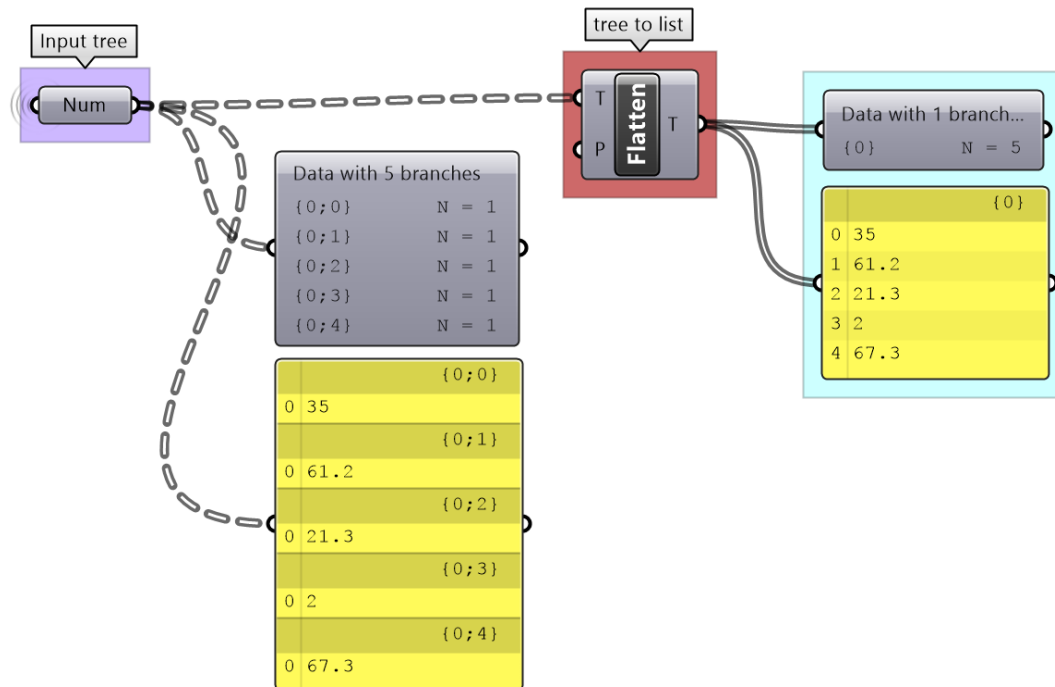 Input tree
Num
tree to list
T
P
Flatten
T
Data with 1 branch...
{0} N = 5
{0}
0 35
1 61.2
2 21.3
3 2
4 67.3
Data with 5 branches
{0;0} N = 1
{0;1} N = 1
{0;2} N = 1
{0;3} N = 1
{0;4} N = 1
{0;0}
0 35
{0;1}
0 61.2
{0;2}
0 21.3
{0;3}
0 2
{0;4}
0 67.3